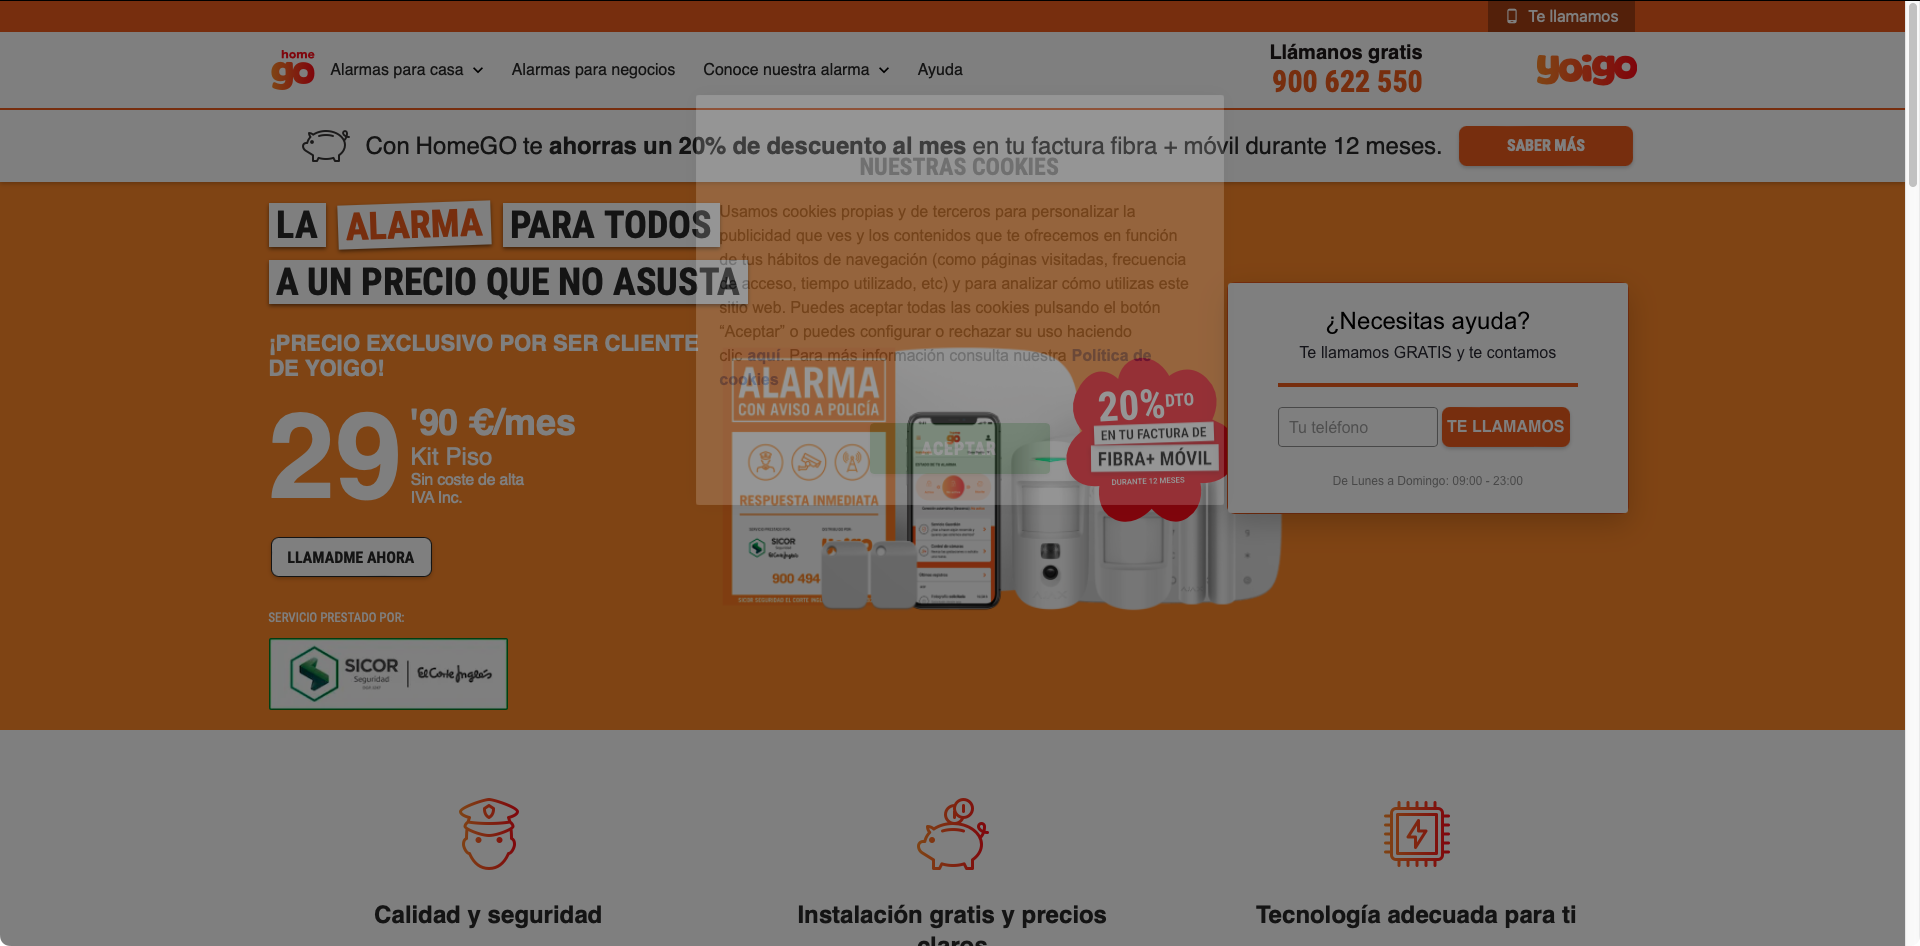 Te llamamos
home
go
Alarmas para casa
Alarmas para negocios
Conoce nuestra alarma
Ayuda
Llámanos gratis
900 622 550
yoigo
Con HomeGO te ahorras un 20% de descuento al mes en tu factura fibra + móvil durante 12 meses.
SABER MÁS
NUESTRAS COOKIES
Usamos cookies propias y de terceros para personalizar la
publicidad que ves y los contenidos que te ofrecemos en función
de tus hábitos de navegación (como páginas visitadas, frecuencia
de acceso, tiempo utilizado, etc) y para analizar cómo utilizas este
sitio web. Puedes aceptar todas las cookies pulsando el botón
“Aceptar” o puedes configurar o rechazar su uso haciendo
clic aquí. Para más información consulta nuestra Política de
cookies
ACEPTAR
LA ALARMA PARA TODOS
A UN PRECIO QUE NO ASUSTA
¡PRECIO EXCLUSIVO POR SER CLIENTE
DE YOIGO!
29
'90 €/mes
Kit Piso
Sin coste de alta
IVA Inc.
LLAMADME AHORA
SERVICIO PRESTADO POR:
SICOR
Seguridad
El Corte Inglés
ALARMA
CON AVISO A POLICÍA
RESPUESTA INMEDIATA
SICOR
Seguridad
El Corte Inglés
900 494
20% DTO
EN TU FACTURA DE
FIBRA+ MÓVIL
DURANTE 12 MESES
AJAX
¿Necesitas ayuda?
Te llamamos GRATIS y te contamos
Tu teléfono
TE LLAMAMOS
De Lunes a Domingo: 09:00 - 23:00
Calidad y seguridad
Instalación gratis y precios
claros
Tecnología adecuada para ti